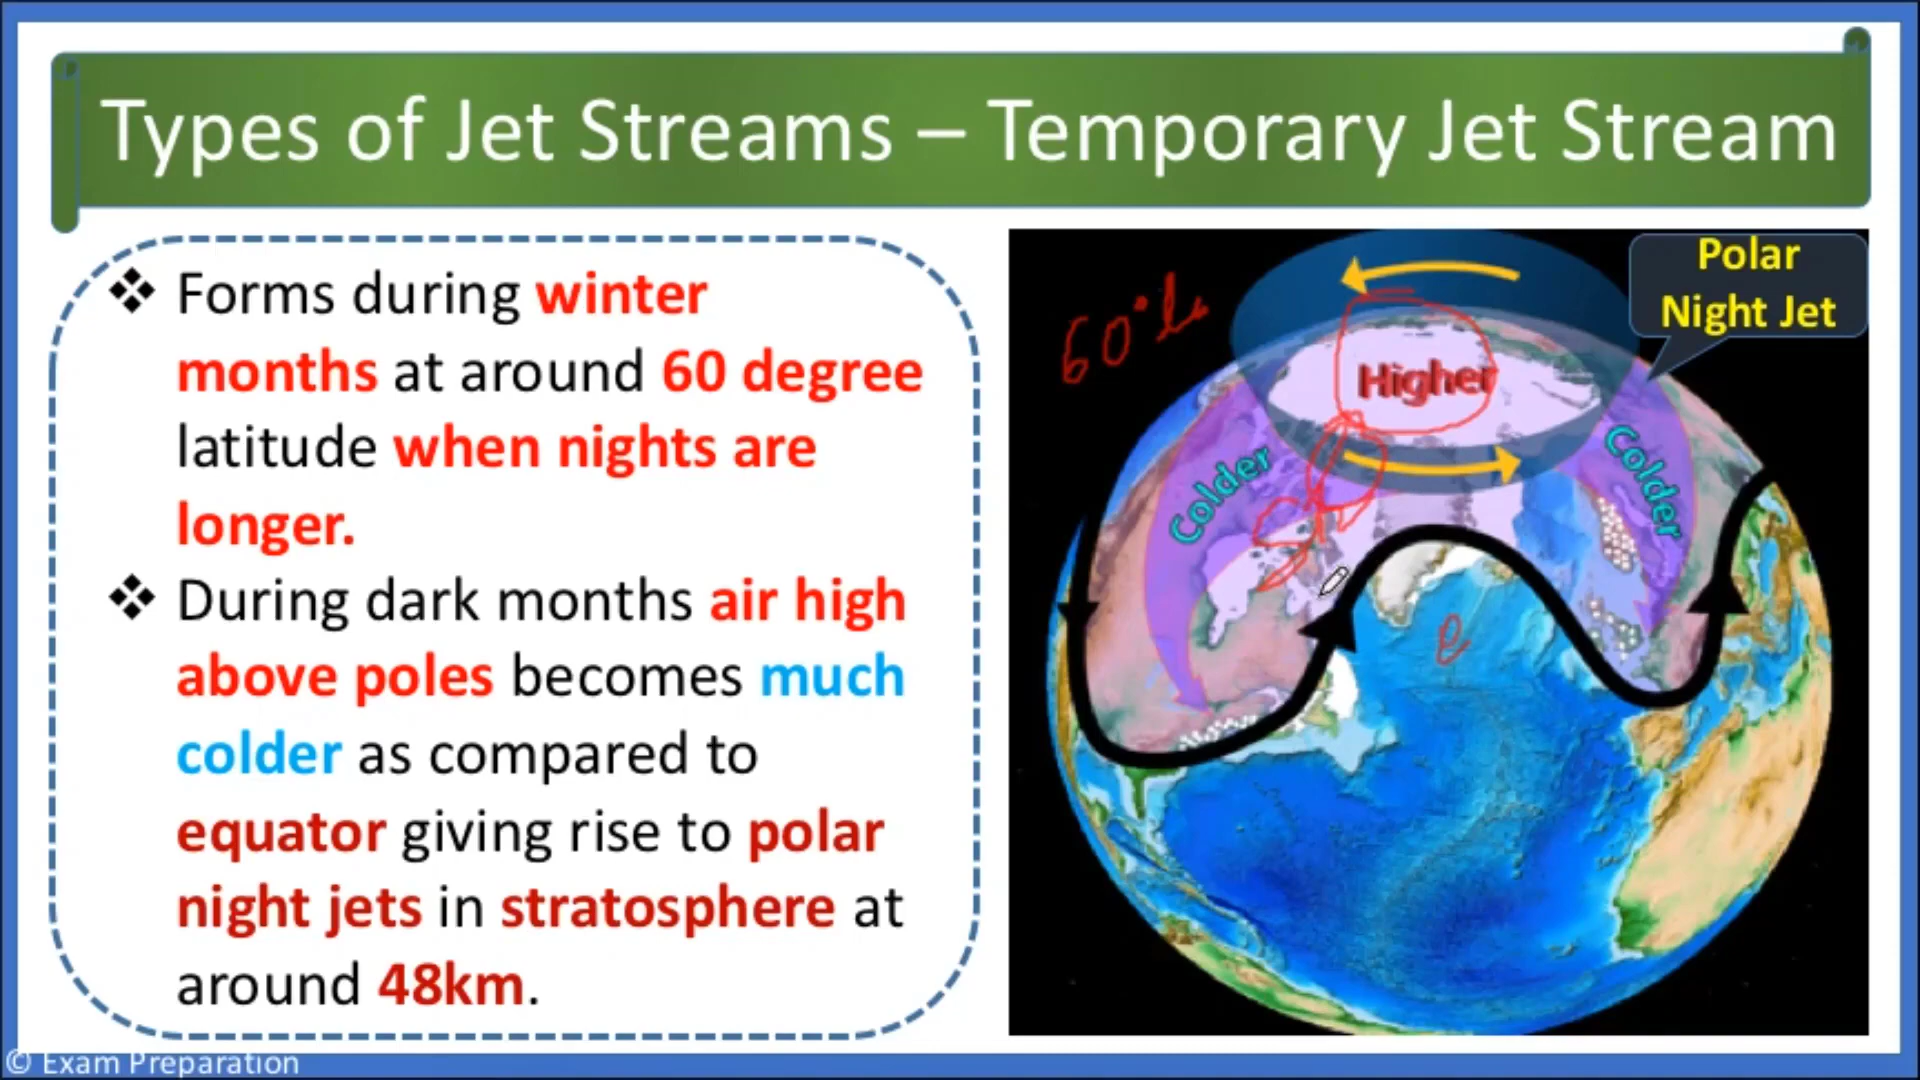 Types of Jet Streams – Temporary Jet Stream
❖ Forms during winter
months at around 60 degree
latitude when nights are
longer.
❖ During dark months air high
above poles becomes much
colder as compared to
equator giving rise to polar
night jets in stratosphere at
around 48km.
Polar
Night Jet
60°
Higher
Colder
Colder
e
© Exam Preparation